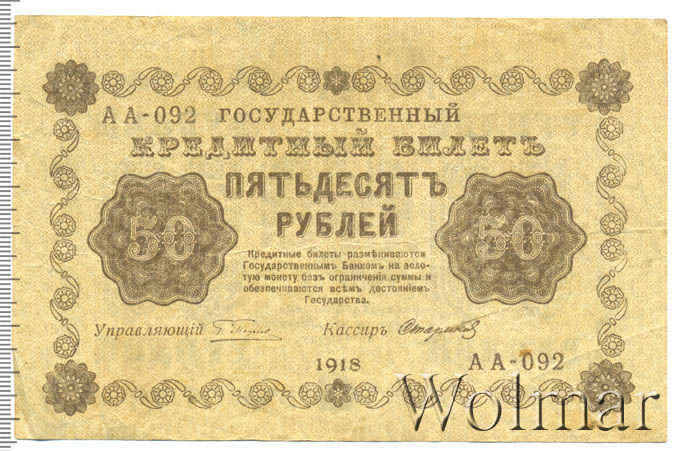 АА-092 ГОСУДАРСТВЕННЫЙ
КРЕДИТНЫЙ БИЛЕТЪ
ПЯТЬДЕСЯТЪ
РУБЛЕЙ
50
50
Кредитные билеты размѣниваются
Государственнымъ Банкомъ на золо-
тую монету безъ ограниченія суммы и
обезпечиваются всѣмъ достояніемъ
Государства.
Управляющій
Кассиръ
1918
АА-092
Wolmar